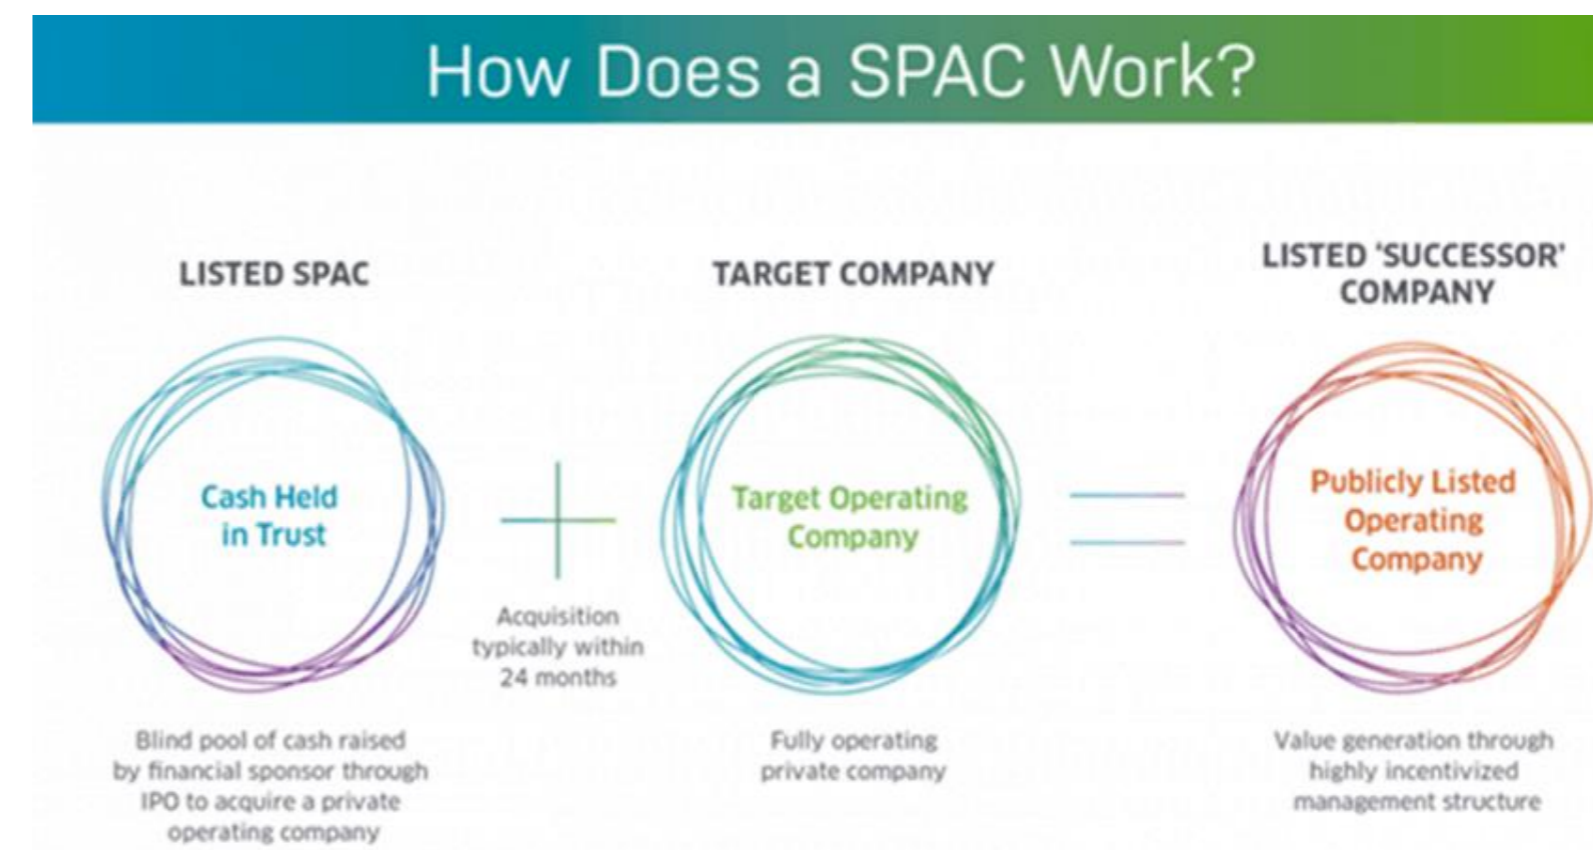 How Does a SPAC Work?
LISTED SPAC
Cash Held
in Trust
Blind pool of cash raised
by financial sponsor through
IPO to acquire a private
operating company
Acquisition
typically within
24 months
TARGET COMPANY
Target Operating
Company
Fully operating
private company
LISTED ‘SUCCESSOR’
COMPANY
Publicly Listed
Operating
Company
Value generation through
highly incentivized
management structure